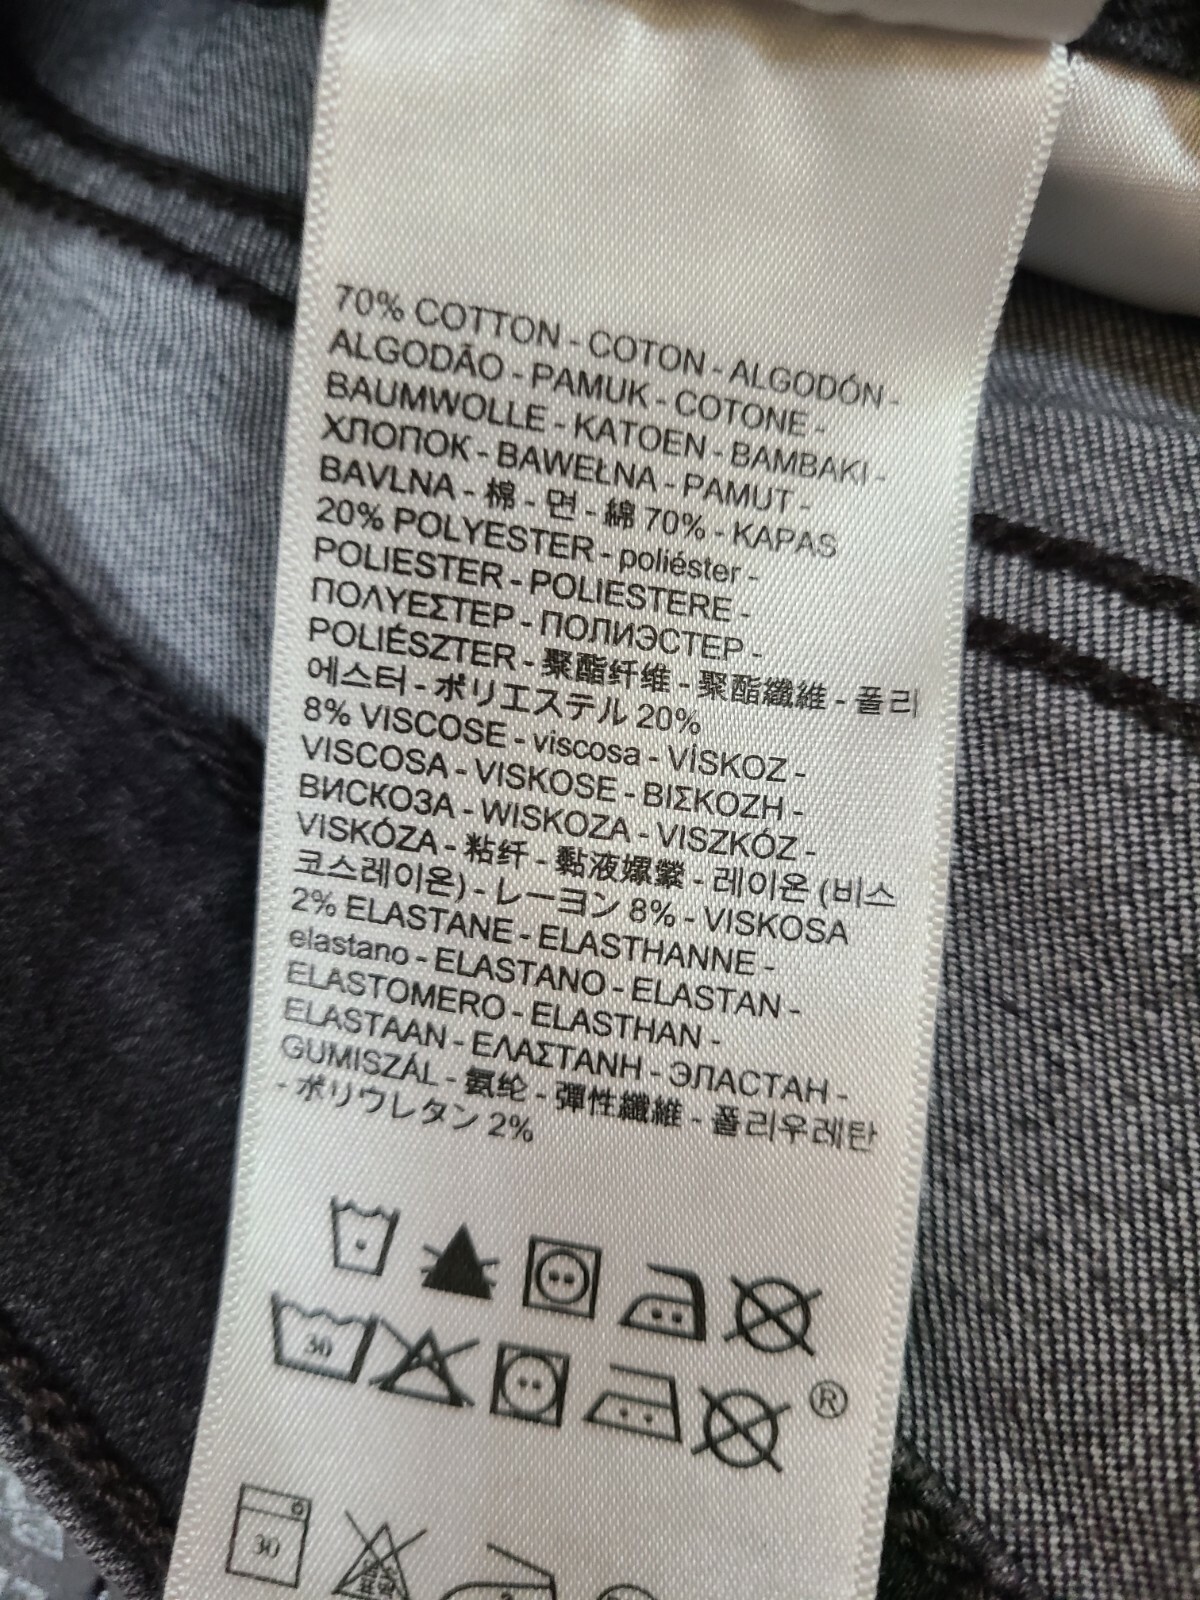 70% COTTON - COTON - ALGODÓN -
ALGODÃO - PAMUK - COTONE -
BAUMWOLLE - KATOEN - BAMBAKI -
ХЛОПОК - BAWEŁNA - PAMUT -
BAVLNA - 棉 - 면 - 綿 70% - KAPAS
20% POLYESTER - poliéster -
POLIESTER - POLIESTERE -
ΠΟΛΥΕΣΤΕΡ - ПОЛИЭСТЕР -
POLIÉSZTER - 聚酯纤维 - 聚酯纖維 - 폴리
에스터 - ポリエステル 20%
8% VISCOSE - viscosa - VİSKOZ -
VISCOSA - VISKOSE - ΒΙΣΚΟΖΗ -
ВИСКОЗА - WISKOZA - VISZKÓZ -
VISKÓZA - 粘纤 - 黏液嫘縈 - 레이온 (비스
코스레이온) - レーヨン 8% - VISKOSA
2% ELASTANE - ELASTHANNE -
elastano - ELASTANO - ELASTAN -
ELASTOMERO - ELASTHAN -
ELASTAAN - ΕΛΑΣΤΑΝΗ - ЭЛАСТАН -
GUMISZÁL - 氨纶 - 彈性纖維 - 폴리우레탄
- ポリウレタン 2%
30 ®
30